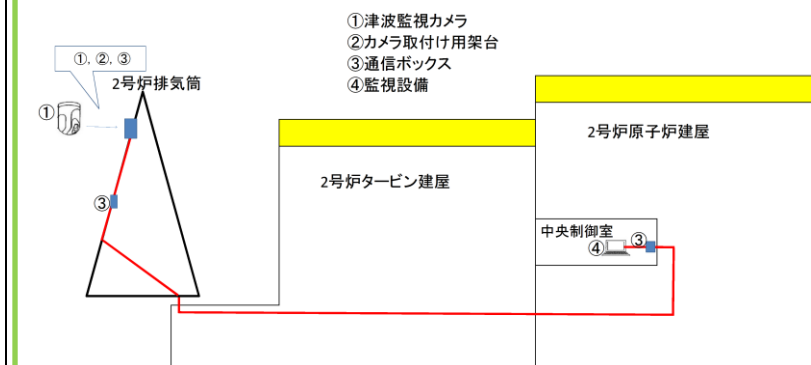 ①津波監視カメラ
②カメラ取付け用架台
③通信ボックス
④監視設備
①, ②, ③
2号炉排気筒
①
③
2号炉タービン建屋
2号炉原子炉建屋
中央制御室
④
③